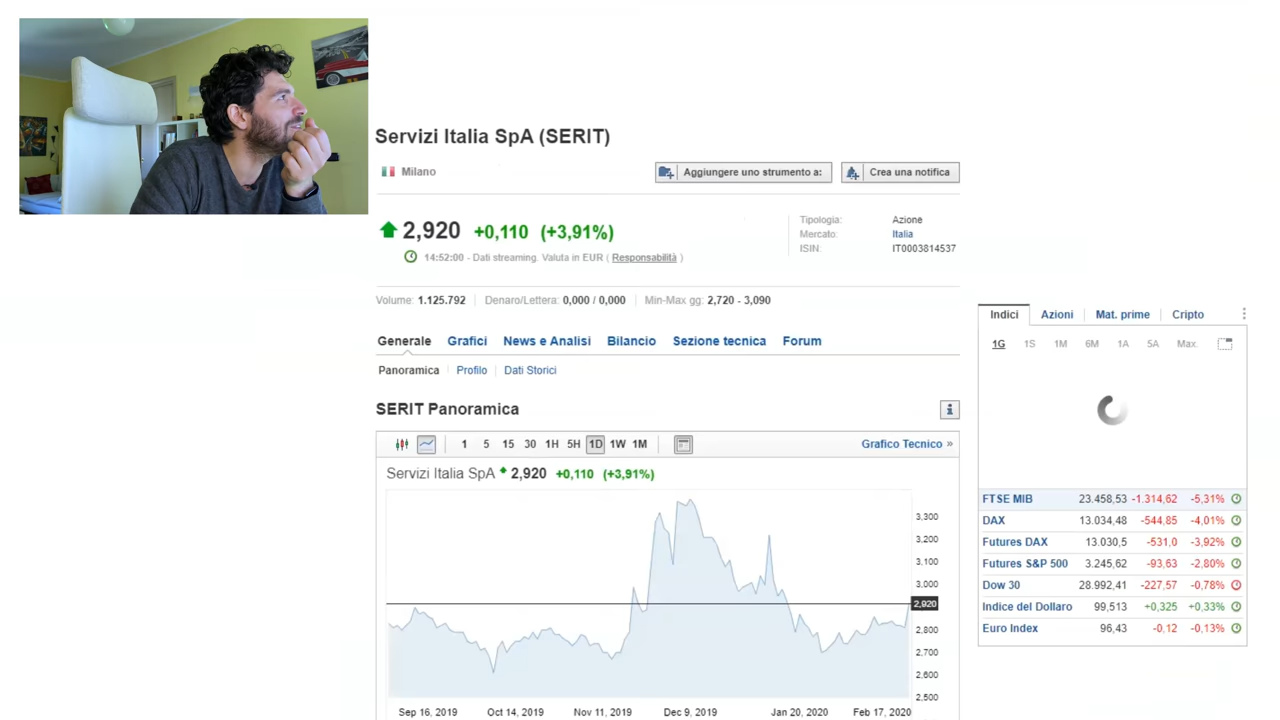 Servizi Italia SpA (SERIT)
Milano
Aggiungere uno strumento a:
Crea una notifica
2,920 +0,110 (+3,91%)
14:52:00 - Dati streaming. Valuta in EUR ( Responsabilità )
Tipologia: Azione
Mercato: Italia
ISIN: IT0003814537
Volume: 1.125.792 Denaro/Lettera: 0,000 / 0,000 Min-Max gg: 2,720 - 3,090
Generale Grafici News e Analisi Bilancio Sezione tecnica Forum
Panoramica Profilo Dati Storici
SERIT Panoramica
1 5 15 30 1H 5H 1D 1W 1M
Grafico Tecnico »
Servizi Italia SpA 2,920 +0,110 (+3,91%)
3,300
3,200
3,100
3,000
2,920
2,800
2,700
2,600
2,500
Sep 16, 2019 Oct 14, 2019 Nov 11, 2019 Dec 9, 2019 Jan 20, 2020 Feb 17, 2020
Indici Azioni Mat. prime Cripto
1G 1S 1M 6M 1A 5A Max.
FTSE MIB 23.458,53 -1.314,62 -5,31%
DAX 13.034,48 -544,85 -4,01%
Futures DAX 13.030,5 -531,0 -3,92%
Futures S&P 500 3.245,62 -93,63 -2,80%
Dow 30 28.992,41 -227,57 -0,78%
Indice del Dollaro 99,513 +0,325 +0,33%
Euro Index 96,43 -0,12 -0,13%